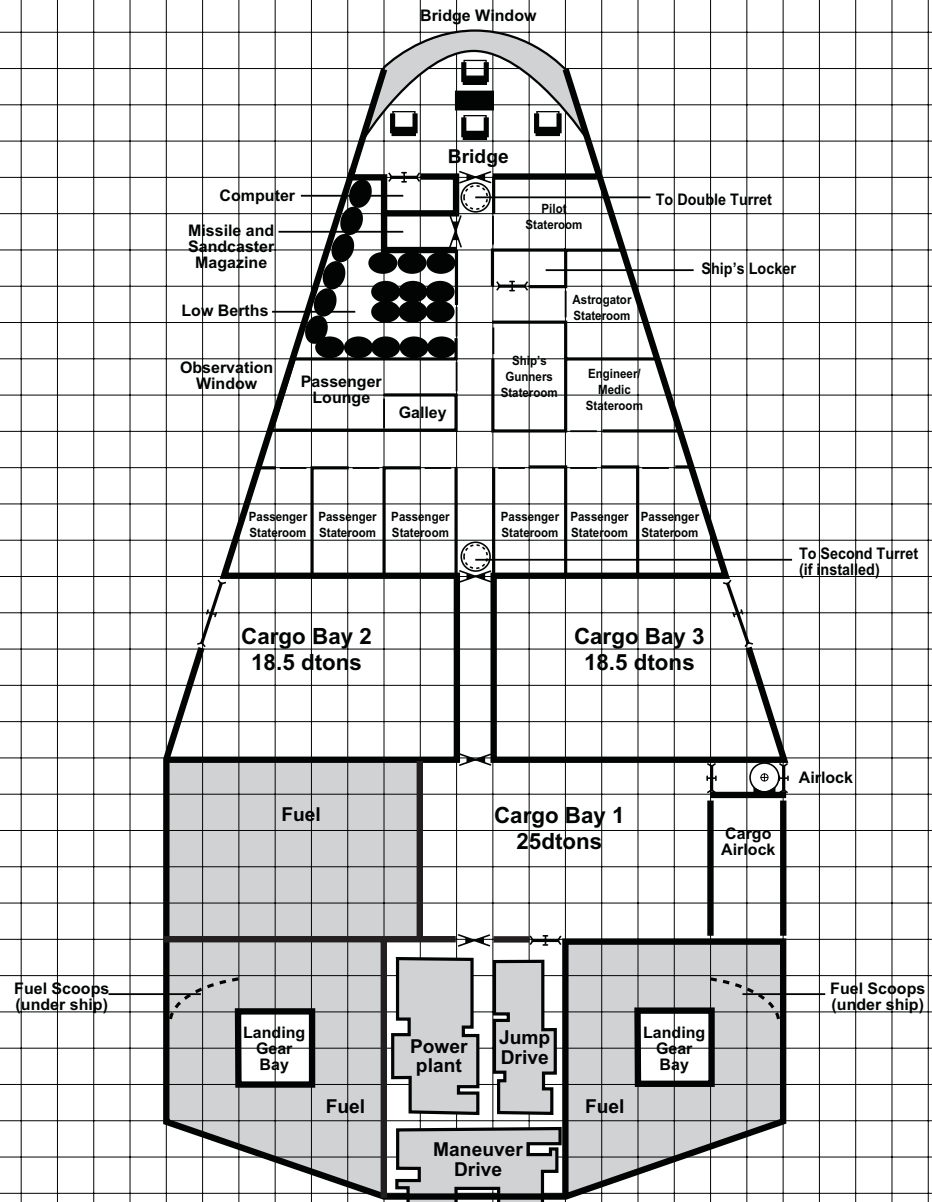 Bridge Window
Bridge
Computer
To Double Turret
Pilot
Stateroom
Missile and
Sandcaster
Magazine
Ship's Locker
Low Berths
Astrogator
Stateroom
Observation
Window
Passenger
Lounge
Ship's
Gunners
Stateroom
Engineer/
Medic
Stateroom
Galley
Passenger
Stateroom
Passenger
Stateroom
Passenger
Stateroom
Passenger
Stateroom
Passenger
Stateroom
Passenger
Stateroom
To Second Turret
(if installed)
Cargo Bay 2
18.5 dtons
Cargo Bay 3
18.5 dtons
Airlock
Fuel
Cargo Bay 1
25dtons
Cargo
Airlock
Fuel Scoops
(under ship)
Fuel Scoops
(under ship)
Landing
Gear
Bay
Power
plant
Jump
Drive
Landing
Gear
Bay
Fuel
Fuel
Maneuver
Drive